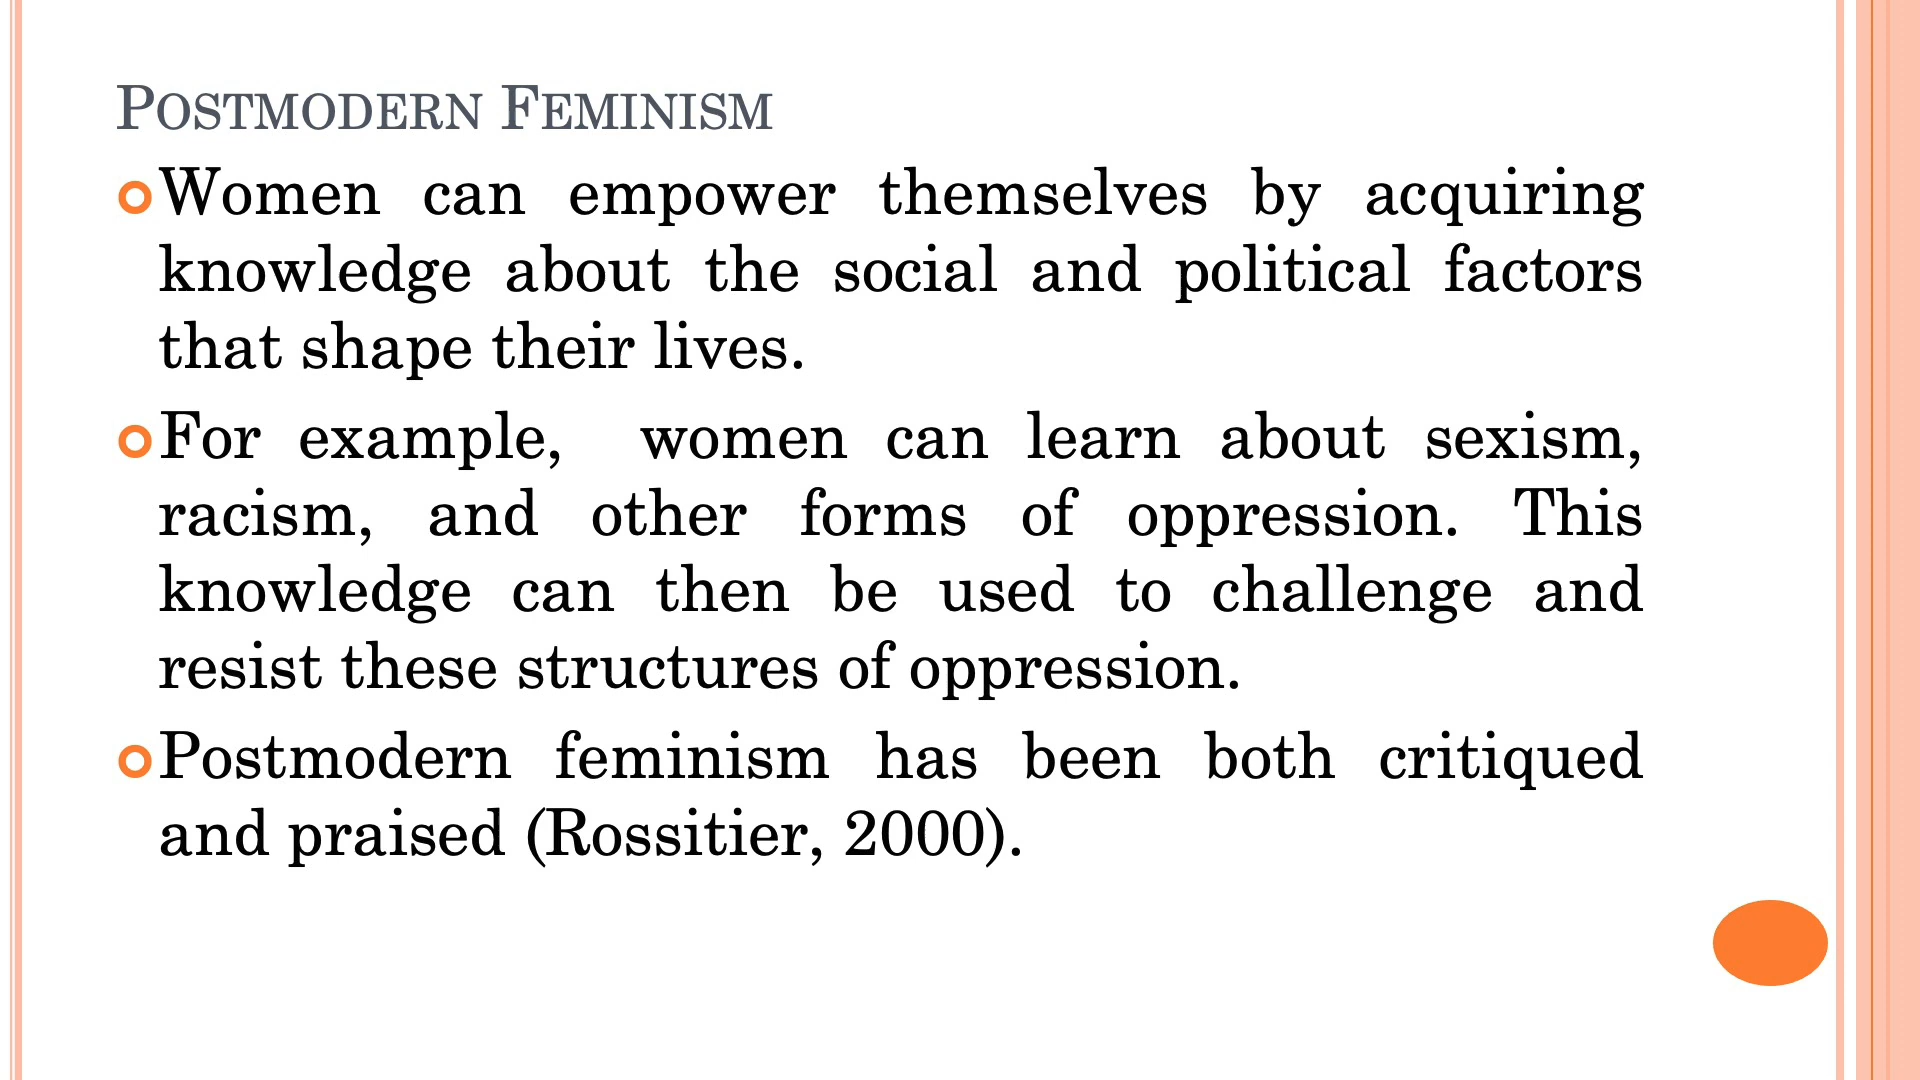 Postmodern Feminism
Women can empower themselves by acquiring
knowledge about the social and political factors
that shape their lives.
For example, women can learn about sexism,
racism, and other forms of oppression. This
knowledge can then be used to challenge and
resist these structures of oppression.
Postmodern feminism has been both critiqued
and praised (Rossitier, 2000).